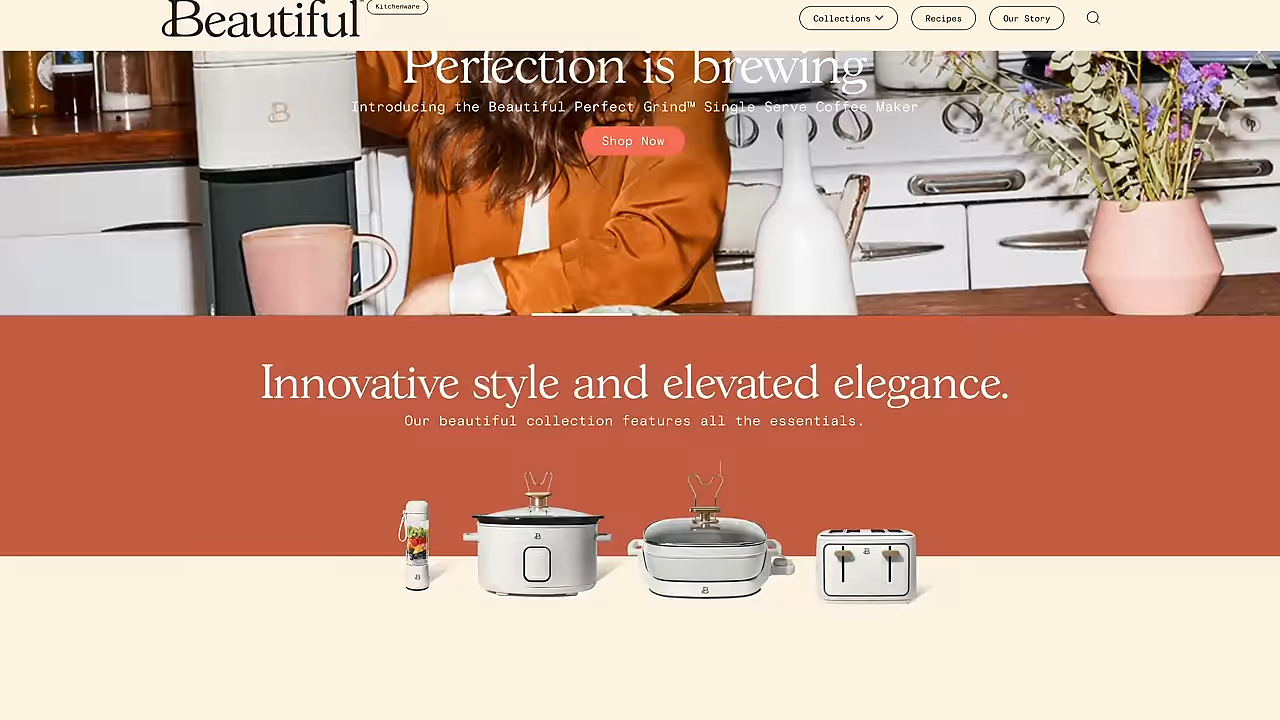 Beautiful
Kitchenware
Collections
Recipes
Our Story
Perfection is brewing
Introducing the Beautiful Perfect Grind™ Single Serve Coffee Maker
Shop Now
Innovative style and elevated elegance.
Our beautiful collection features all the essentials.